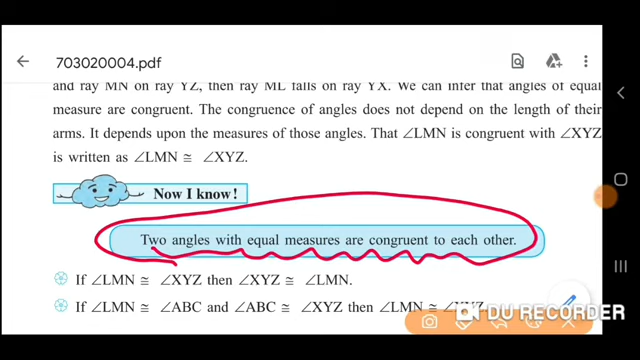 703020004.pdf
and ray MN on ray YZ, then ray ML falls on ray YX. We can infer that angles of equal
measure are congruent. The congruence of angles does not depend on the length of their
arms. It depends upon the measures of those angles. That ∠LMN is congruent with ∠XYZ
is written as ∠LMN ≅ ∠XYZ.
Now I know!
Two angles with equal measures are congruent to each other.
If ∠LMN ≅ ∠XYZ then ∠XYZ ≅ ∠LMN.
If ∠LMN ≅ ∠ABC and ∠ABC ≅ ∠XYZ then ∠LMN ≅ ∠XYZ.
DU RECORDER